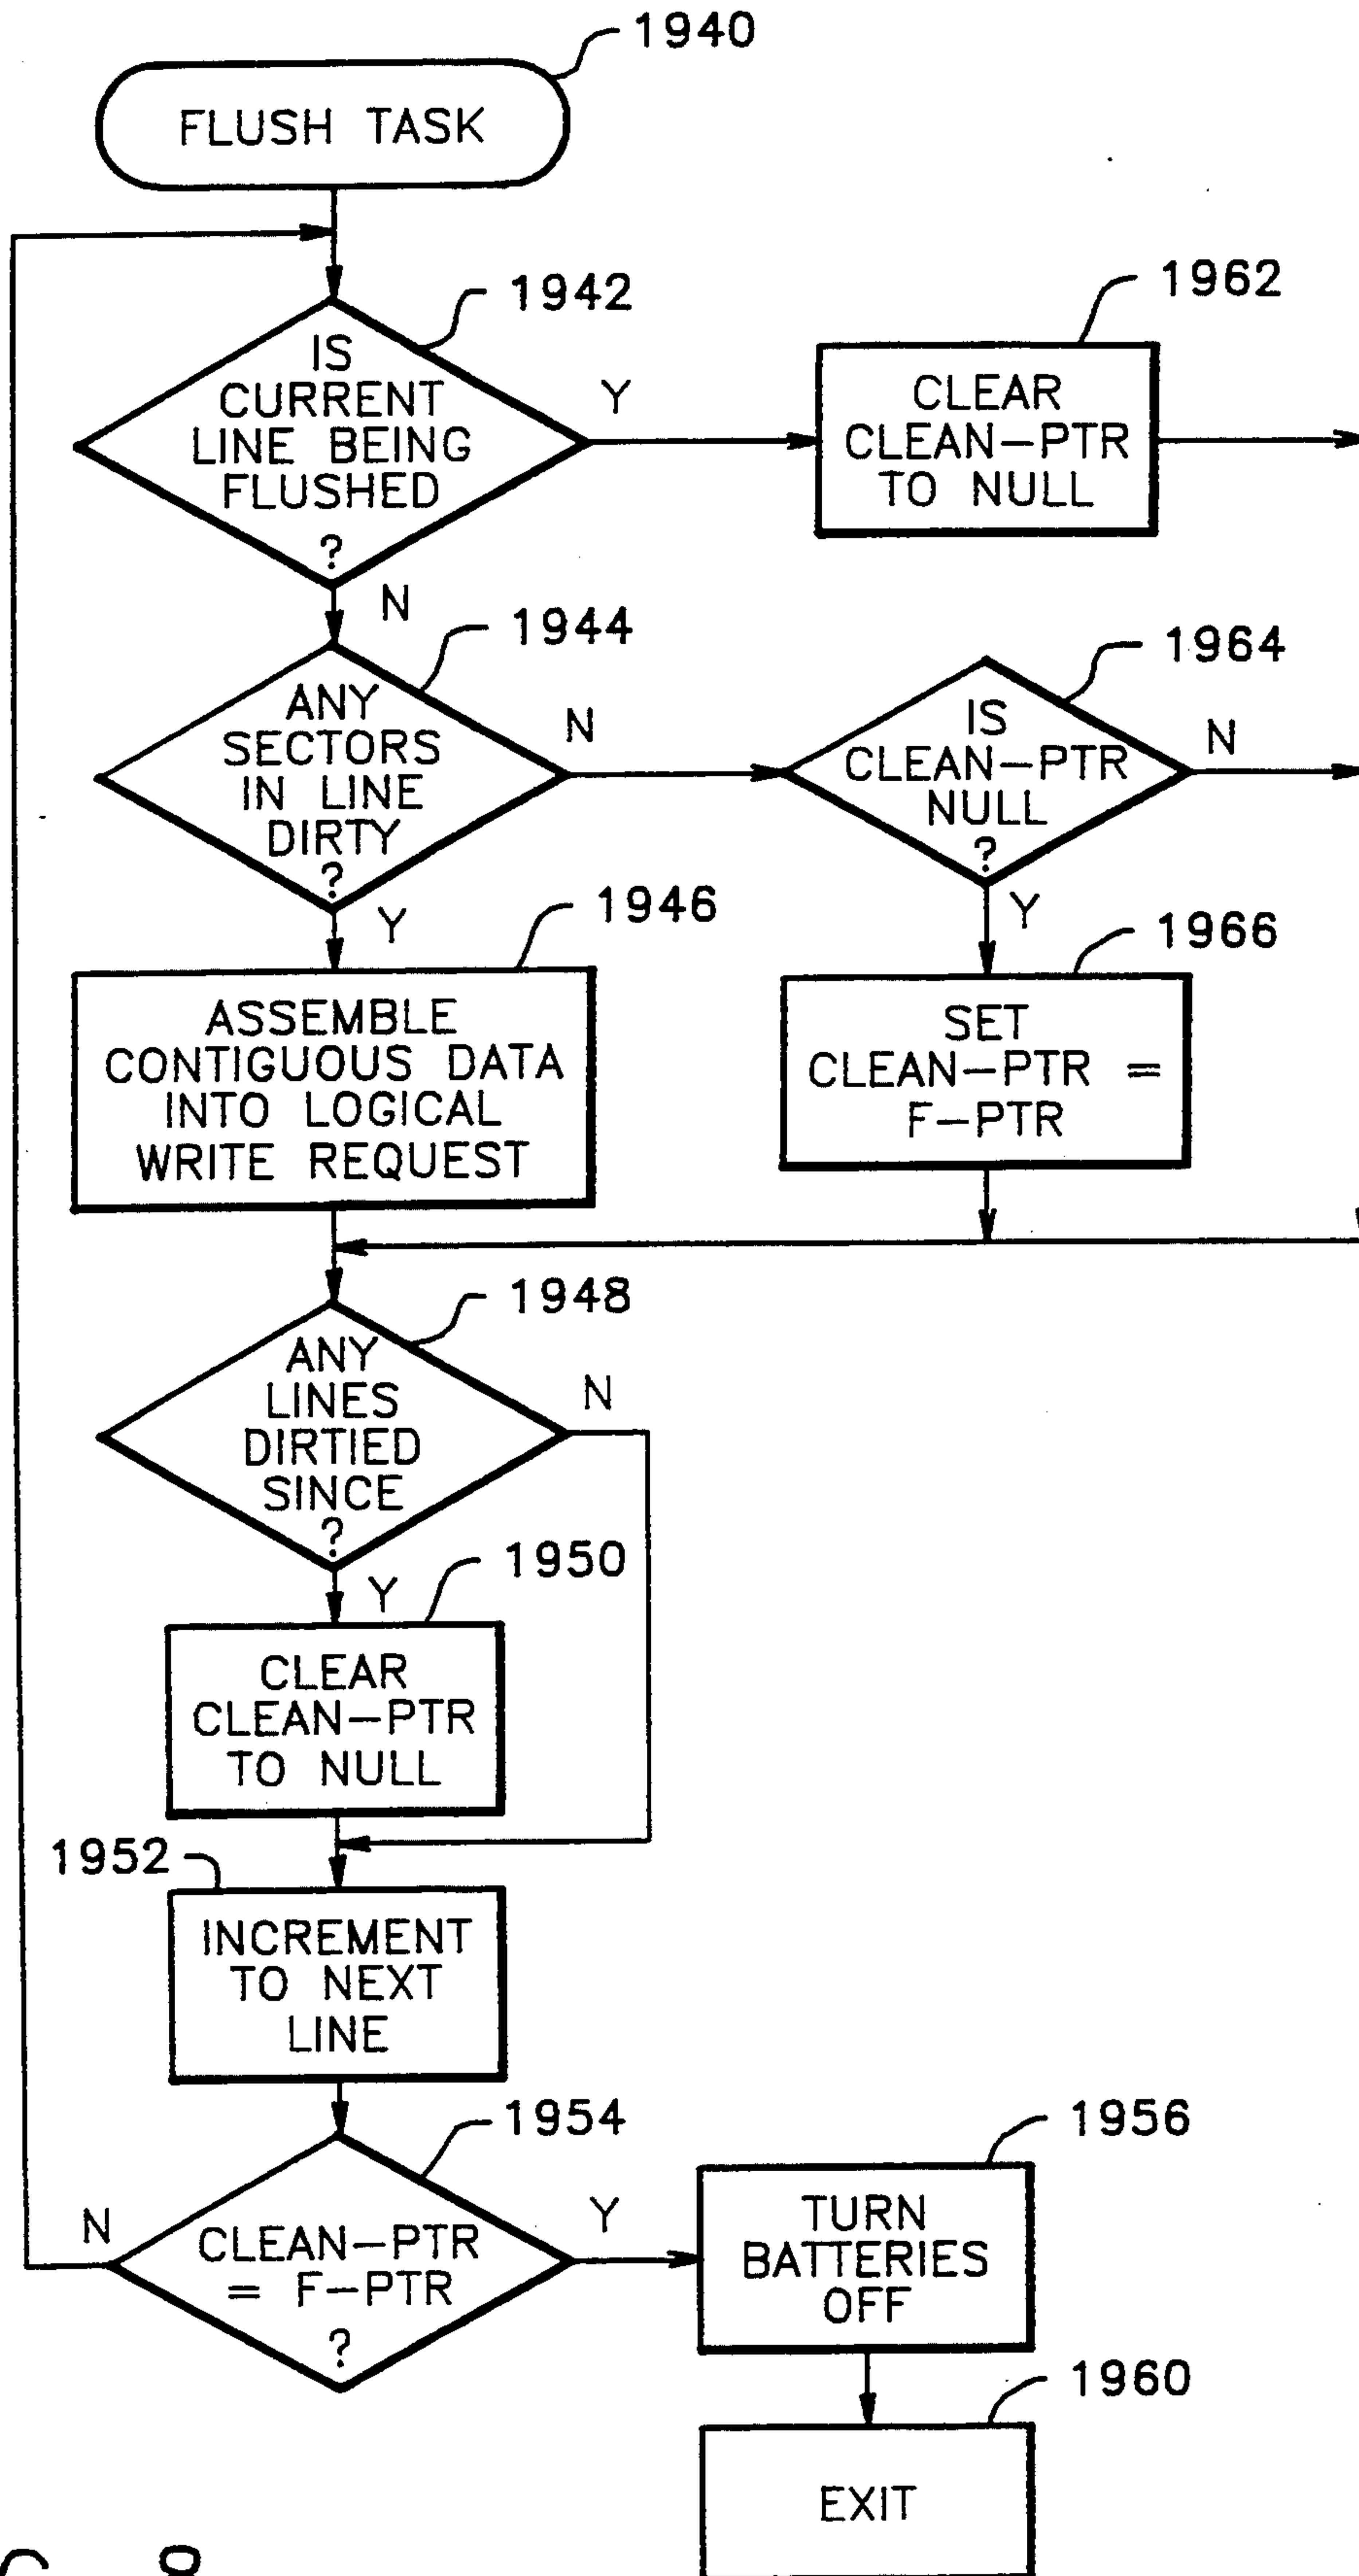 1940
FLUSH TASK
1942
IS
CURRENT
LINE BEING
FLUSHED
?
Y
N
1962
CLEAR
CLEAN-PTR
TO NULL
1944
ANY
SECTORS
IN LINE
DIRTY
?
N
Y
1964
IS
CLEAN-PTR
NULL
?
N
Y
1946
ASSEMBLE
CONTIGUOUS DATA
INTO LOGICAL
WRITE REQUEST
1966
SET
CLEAN-PTR =
F-PTR
1948
ANY
LINES
DIRTIED
SINCE
?
N
Y
1950
CLEAR
CLEAN-PTR
TO NULL
1952
INCREMENT
TO NEXT
LINE
1954
CLEAN-PTR
= F-PTR
?
N
Y
1956
TURN
BATTERIES
OFF
1960
EXIT